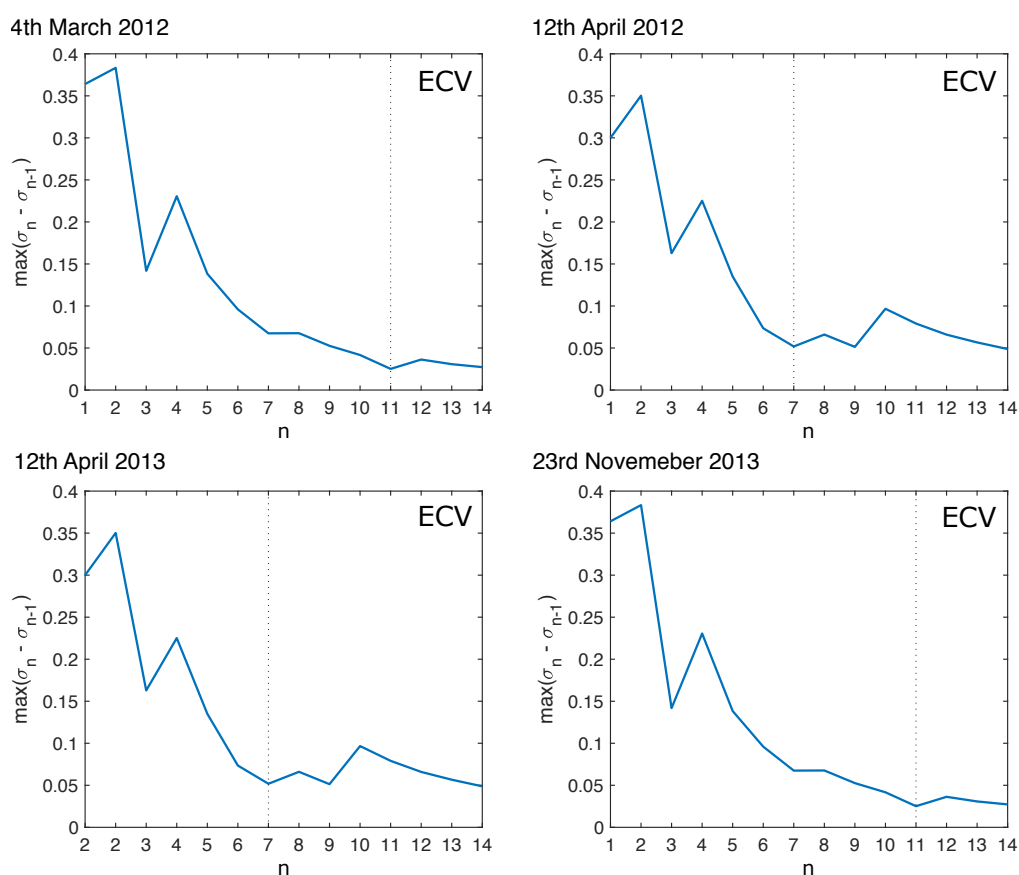 4th March 2012
ECV
0.4
0.35
0.3
0.25
0.2
0.15
0.1
0.05
0
max(σn - σn-1)
1 2 3 4 5 6 7 8 9 10 11 12 13 14
n
12th April 2012
ECV
0.4
0.35
0.3
0.25
0.2
0.15
0.1
0.05
0
max(σn - σn-1)
1 2 3 4 5 6 7 8 9 10 11 12 13 14
n
12th April 2013
ECV
0.4
0.35
0.3
0.25
0.2
0.15
0.1
0.05
0
max(σn - σn-1)
2 2 3 4 5 6 7 8 9 10 11 12 13 14
n
23rd Novemeber 2013
ECV
0.4
0.35
0.3
0.25
0.2
0.15
0.1
0.05
0
max(σn - σn-1)
1 2 3 4 5 6 7 8 9 10 11 12 13 14
n